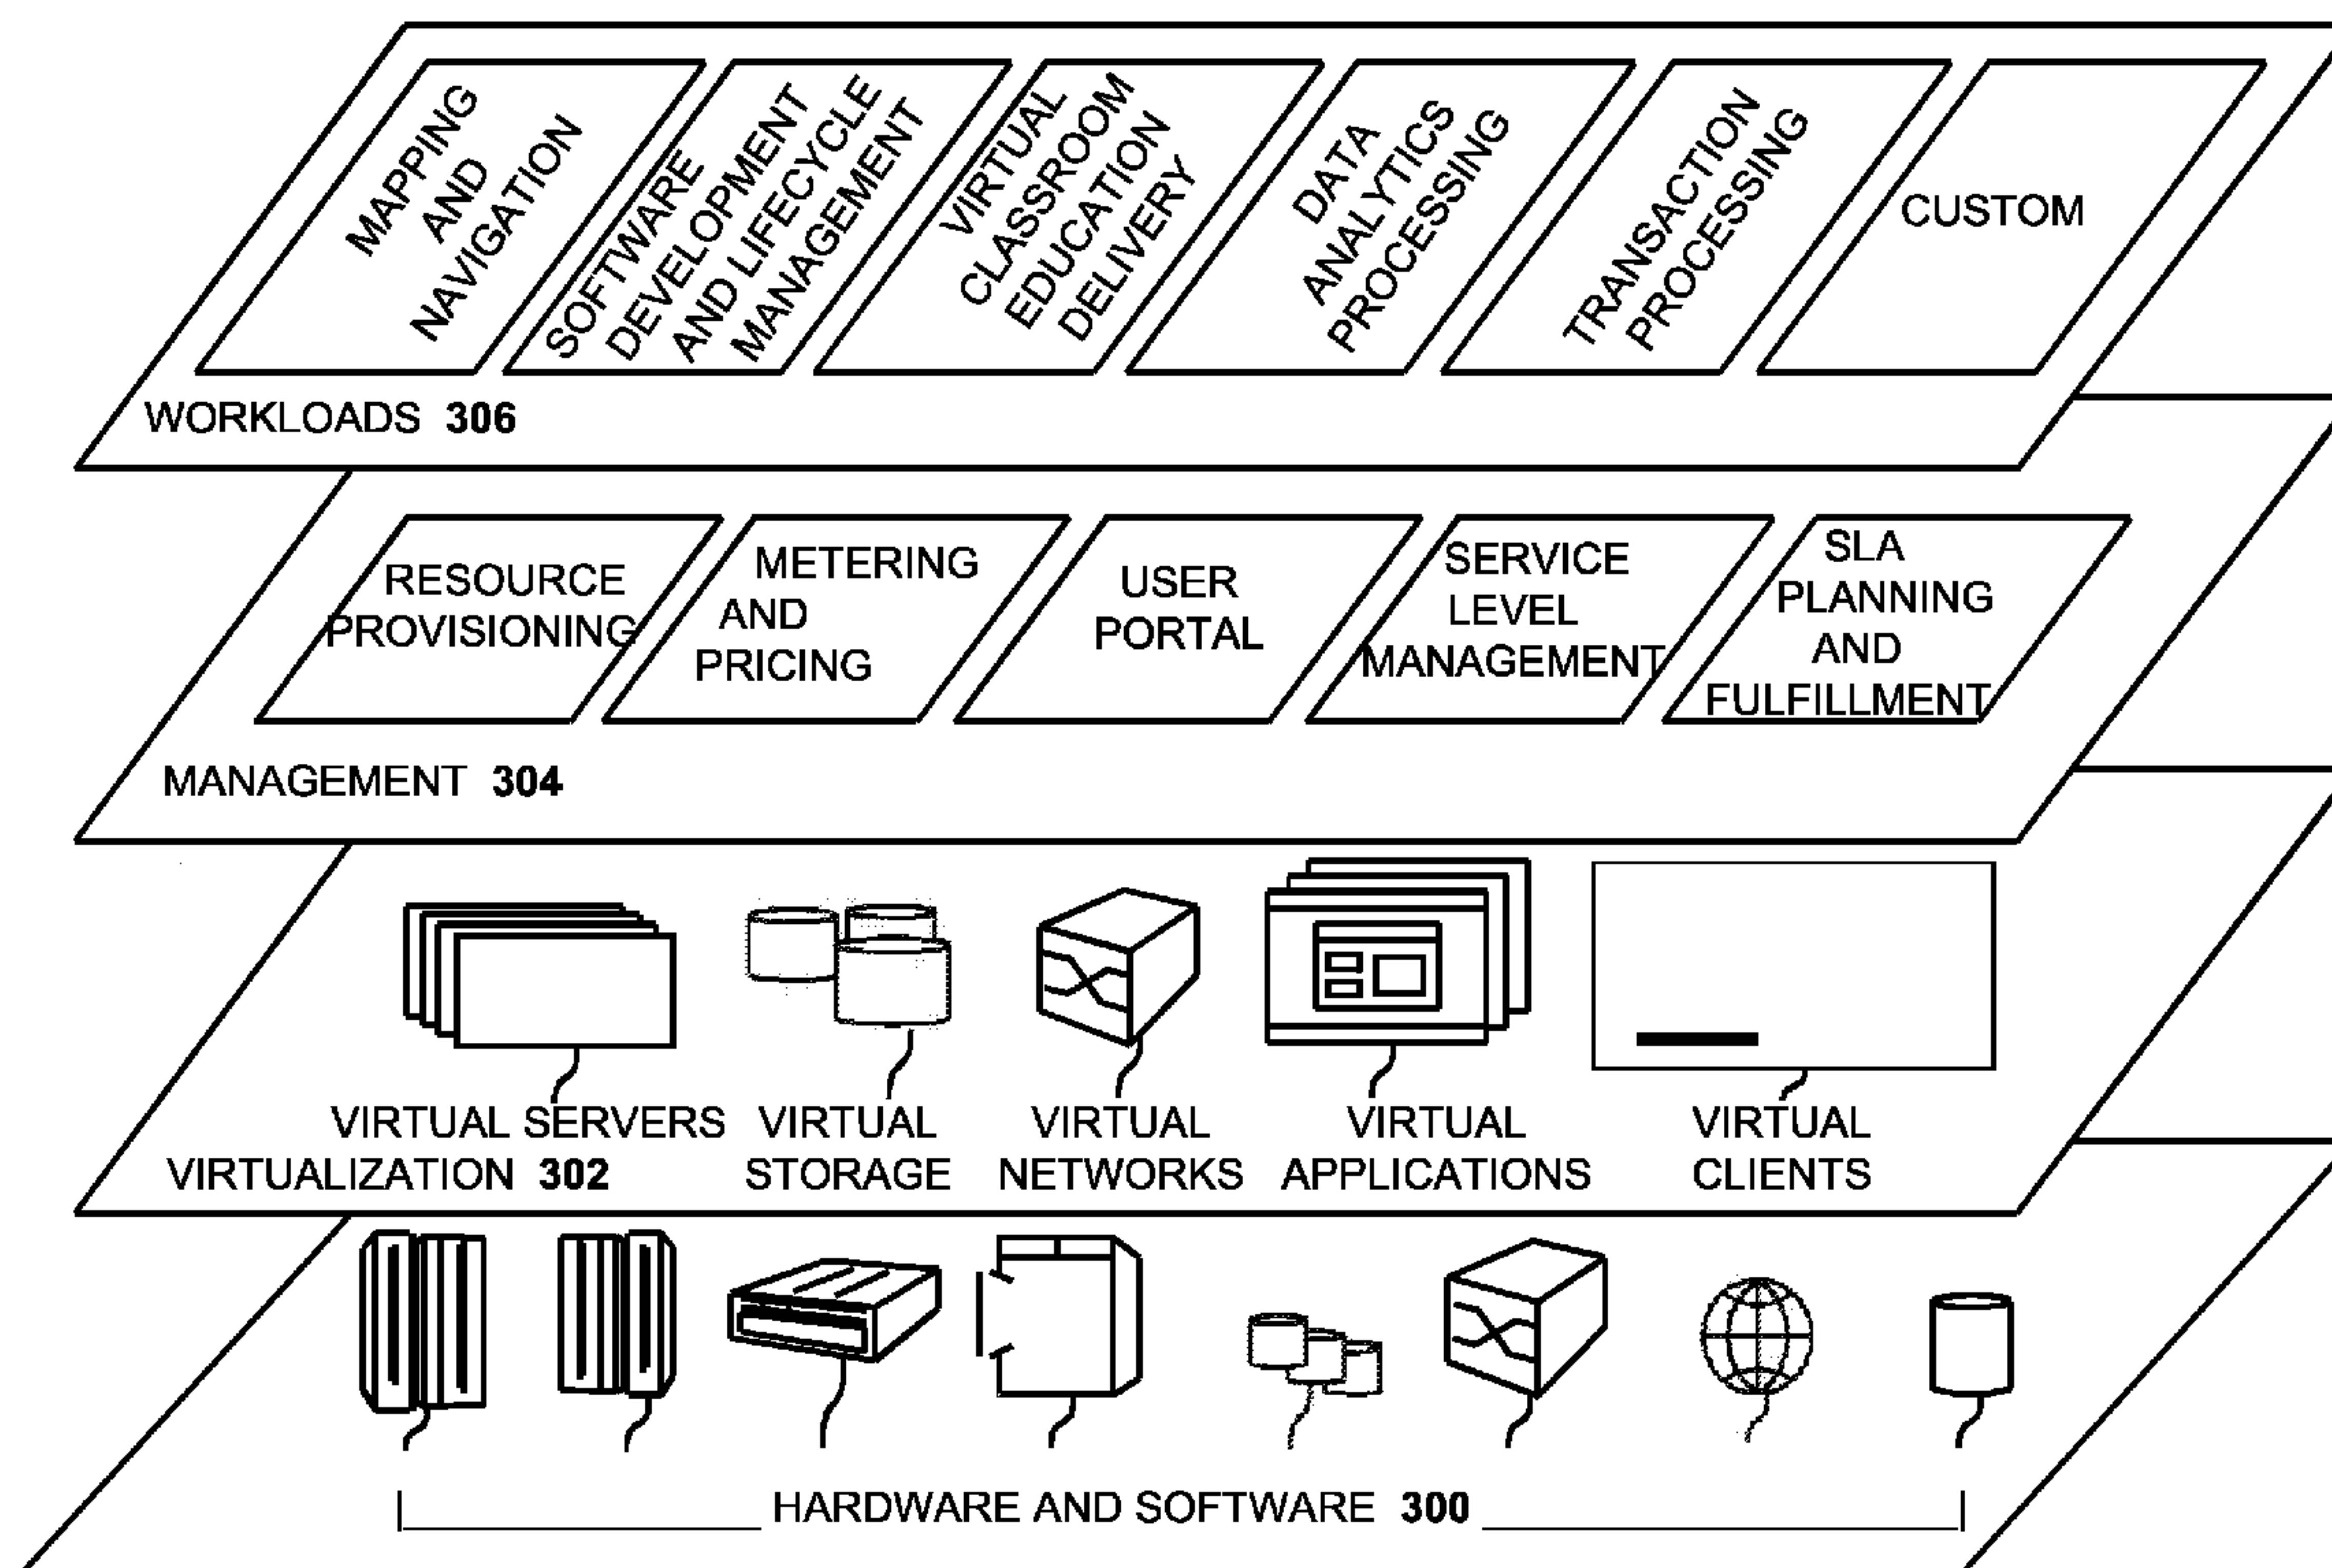 MAPPING
AND
NAVIGATION
SOFTWARE
DEVELOPMENT
AND LIFECYCLE
MANAGEMENT
VIRTUAL
CLASSROOM
EDUCATION
DELIVERY
DATA
ANALYTICS
PROCESSING
TRANSACTION
PROCESSING
CUSTOM
WORKLOADS 306
RESOURCE
PROVISIONING
METERING
AND
PRICING
USER
PORTAL
SERVICE
LEVEL
MANAGEMENT
SLA
PLANNING
AND
FULFILLMENT
MANAGEMENT 304
VIRTUAL SERVERS
VIRTUAL
STORAGE
VIRTUAL
NETWORKS
VIRTUAL
APPLICATIONS
VIRTUAL
CLIENTS
VIRTUALIZATION 302
HARDWARE AND SOFTWARE 300